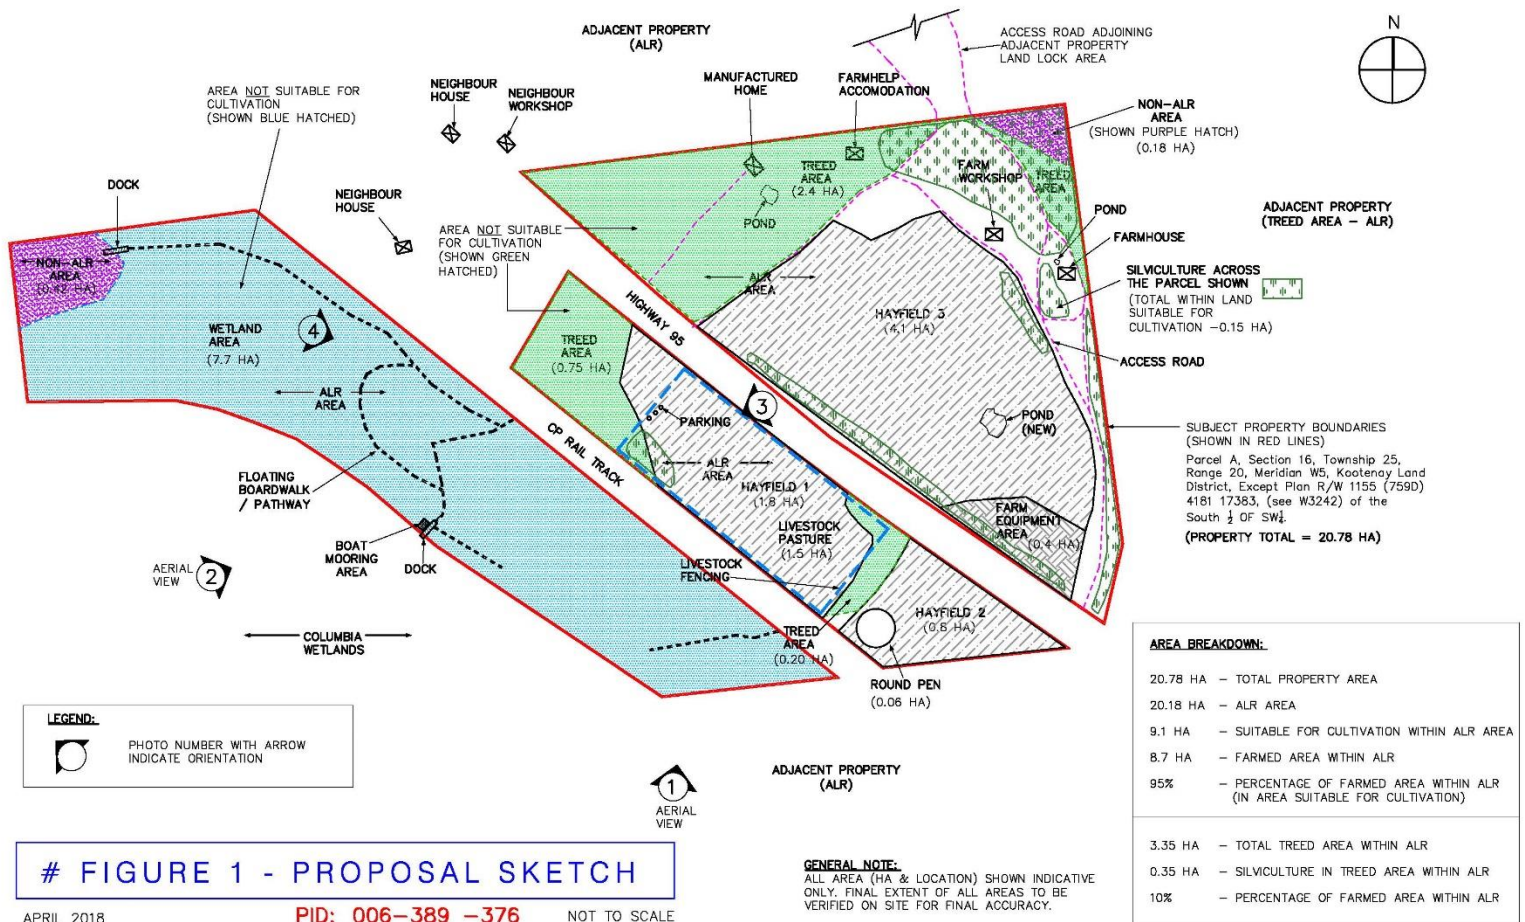 ADJACENT PROPERTY
(ALR)
ACCESS ROAD ADJOINING
ADJACENT PROPERTY
LAND LOCK AREA
N
AREA NOT SUITABLE FOR
CULTIVATION
(SHOWN BLUE HATCHED)
NEIGHBOUR
HOUSE
NEIGHBOUR
WORKSHOP
MANUFACTURED
HOME
FARMHELP
ACCOMODATION
NON-ALR
AREA
(SHOWN PURPLE HATCH)
(0.18 HA)
DOCK
NEIGHBOUR
HOUSE
TREED
AREA
(2.4 HA)
POND
FARM
WORKSHOP
TREED
AREA
POND
FARMHOUSE
ADJACENT PROPERTY
(TREED AREA - ALR)
AREA NOT SUITABLE
FOR CULTIVATION
(SHOWN GREEN
HATCHED)
NON-ALR
AREA
(0.42 HA)
ALR
AREA
SILVICULTURE ACROSS
THE PARCEL SHOWN
(TOTAL WITHIN LAND
SUITABLE FOR
CULTIVATION -0.15 HA)
HIGHWAY 95
HAYFIELD 3
(4.1 HA)
WETLAND
AREA
(7.7 HA)
4
TREED
AREA
(0.75 HA)
ACCESS ROAD
ALR
AREA
3
PARKING
POND
(NEW)
CP RAIL TRACK
ALR
AREA
SUBJECT PROPERTY BOUNDARIES
(SHOWN IN RED LINES)
Parcel A, Section 16, Township 25,
Range 20, Meridian W5, Kootenay Land
District, Except Plan R/W 1155 (759D)
4181 17383, (see W3242) of the
South ½ OF SW¼.
(PROPERTY TOTAL = 20.78 HA)
FLOATING
BOARDWALK
/ PATHWAY
HAYFIELD 1
(1.8 HA)
LIVESTOCK
PASTURE
(1.5 HA)
FARM
EQUIPMENT
AREA
(0.4 HA)
BOAT
MOORING
AREA
DOCK
LIVESTOCK
FENCING
AERIAL
VIEW
2
HAYFIELD 2
(0.8 HA)
COLUMBIA
WETLANDS
TREED
AREA
(0.20 HA)
ROUND PEN
(0.06 HA)
AREA BREAKDOWN:
20.78 HA - TOTAL PROPERTY AREA
20.18 HA - ALR AREA
9.1 HA - SUITABLE FOR CULTIVATION WITHIN ALR AREA
8.7 HA - FARMED AREA WITHIN ALR
95% - PERCENTAGE OF FARMED AREA WITHIN ALR
(IN AREA SUITABLE FOR CULTIVATION)
3.35 HA - TOTAL TREED AREA WITHIN ALR
0.35 HA - SILVICULTURE IN TREED AREA WITHIN ALR
10% - PERCENTAGE OF FARMED AREA WITHIN ALR
LEGEND:
PHOTO NUMBER WITH ARROW
INDICATE ORIENTATION
1
AERIAL
VIEW
ADJACENT PROPERTY
(ALR)
# FIGURE 1 - PROPOSAL SKETCH
GENERAL NOTE:
ALL AREA (HA & LOCATION) SHOWN INDICATIVE
ONLY. FINAL EXTENT OF ALL AREAS TO BE
VERIFIED ON SITE FOR FINAL ACCURACY.
APRIL 2018
PID: 006-389 -376
NOT TO SCALE